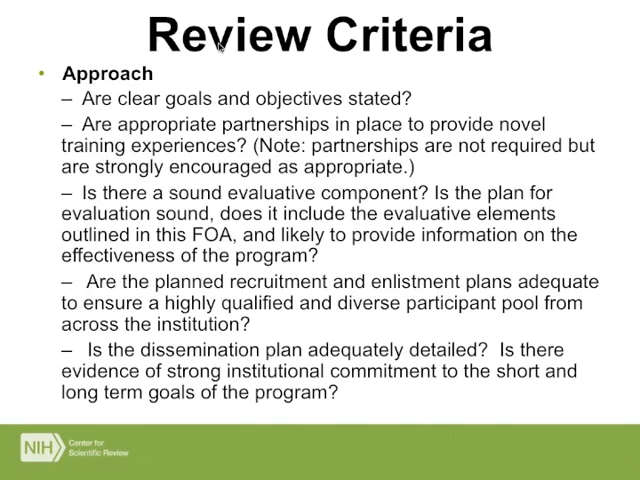 Review Criteria
• Approach
– Are clear goals and objectives stated?
– Are appropriate partnerships in place to provide novel
training experiences? (Note: partnerships are not required but
are strongly encouraged as appropriate.)
– Is there a sound evaluative component? Is the plan for
evaluation sound, does it include the evaluative elements
outlined in this FOA, and likely to provide information on the
effectiveness of the program?
– Are the planned recruitment and enlistment plans adequate
to ensure a highly qualified and diverse participant pool from
across the institution?
– Is the dissemination plan adequately detailed? Is there
evidence of strong institutional commitment to the short and
long term goals of the program?
NIH Center for
Scientific Review